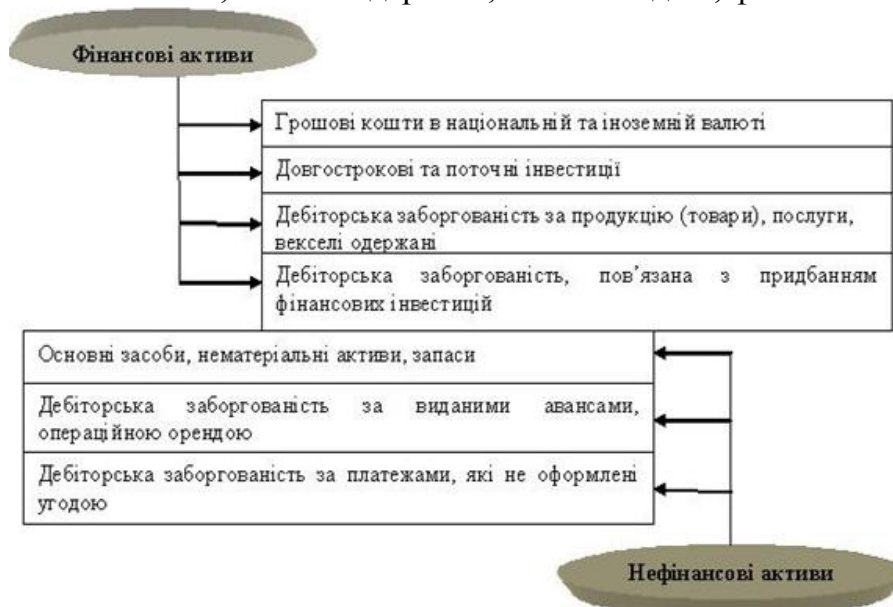 Фінансові активи
Грошові кошти в національній та іноземній валюті
Довгострокові та поточні інвестиції
Дебіторська заборгованість за продукцію (товари), послуги,
векселі одержані
Дебіторська заборгованість, пов’язана з придбанням
фінансових інвестицій
Основні засоби, нематеріальні активи, запаси
Дебіторська заборгованість за виданими авансами,
операційною орендою
Дебіторська заборгованість за платежами, які не оформлені
угодою
Нефінансові активи